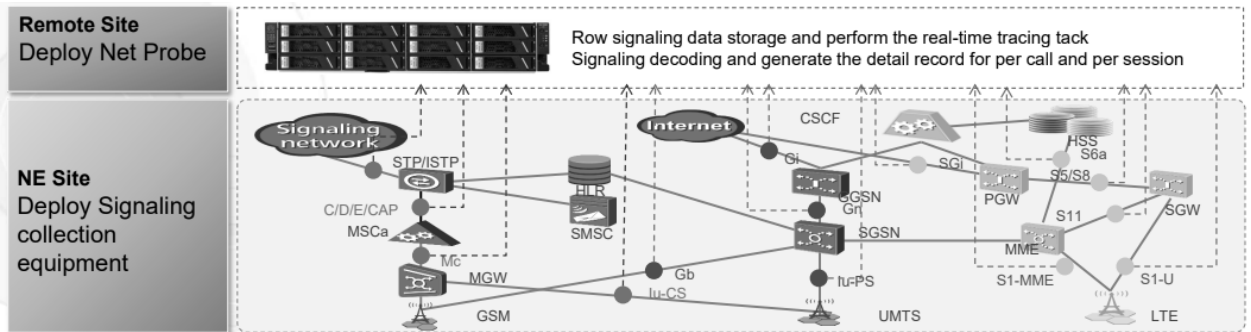 Remote Site
Deploy Net Probe
Row signaling data storage and perform the real-time tracing tack
Signaling decoding and generate the detail record for per call and per session
NE Site
Deploy Signaling
collection
equipment
Signaling
network
STP/ISTP
C/D/E/CAP
MSCa
Mc
MGW
GSM
HLR
SMSC
Gb
Iu-CS
Internet
CSCF
Gi
GGSN
Gn
SGSN
Iu-PS
UMTS
SGi
PGW
HSS
S6a
S5/S8
SGW
S11
MME
S1-MME
S1-U
LTE